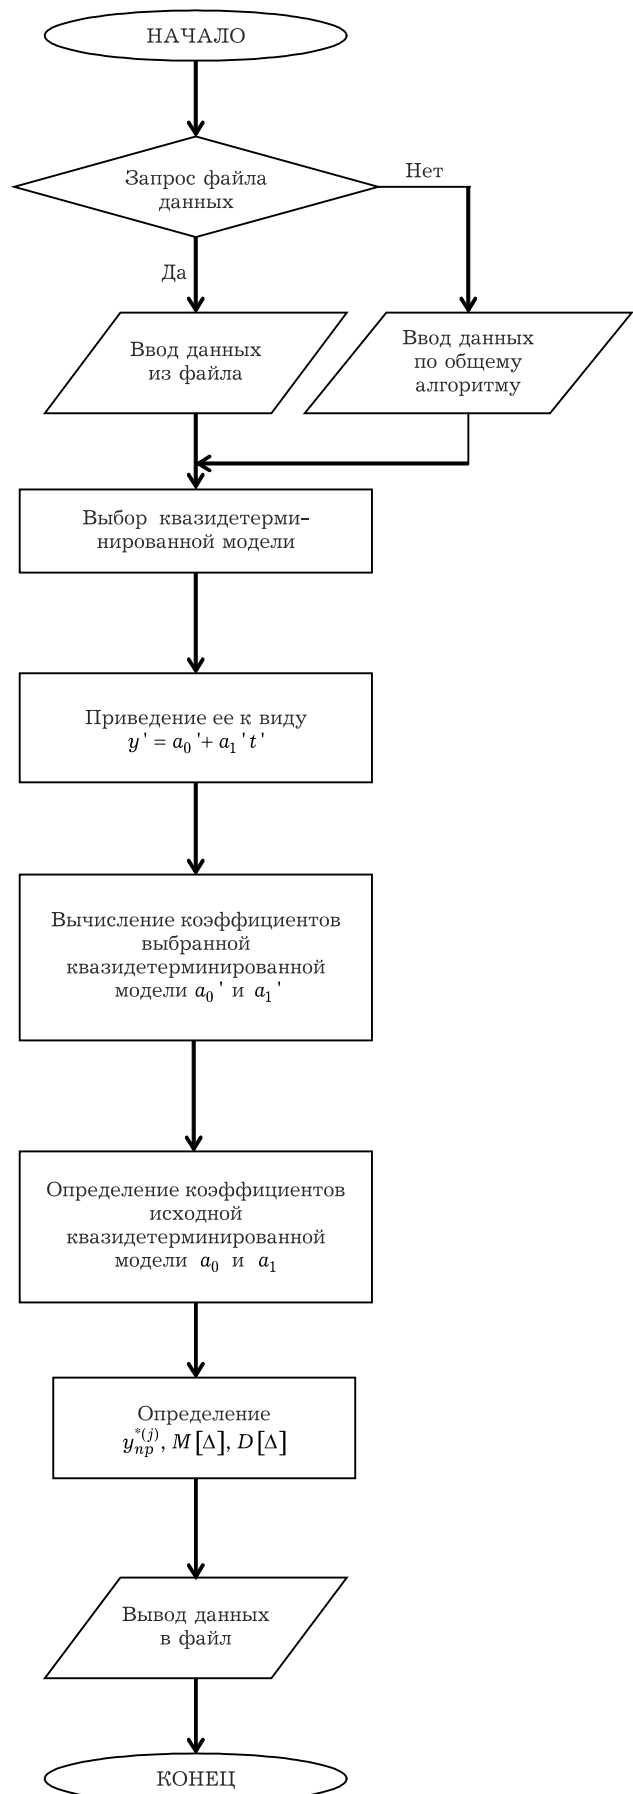 НАЧАЛО
Запрос файла
данных
Нет
Да
Ввод данных
из файла
Ввод данных
по общему
алгоритму
Выбор квазидетерми-
нированной модели
Приведение ее к виду
y' = a₀'+ a₁' t'
Вычисление коэффициентов
выбранной
квазидетерминированной
модели a₀' и a₁'
Определение коэффициентов
исходной
квазидетерминированной
модели a₀ и a₁
Определение
y_{пр}^{*(j)}, M[Δ], D[Δ]
Вывод данных
в файл
КОНЕЦ